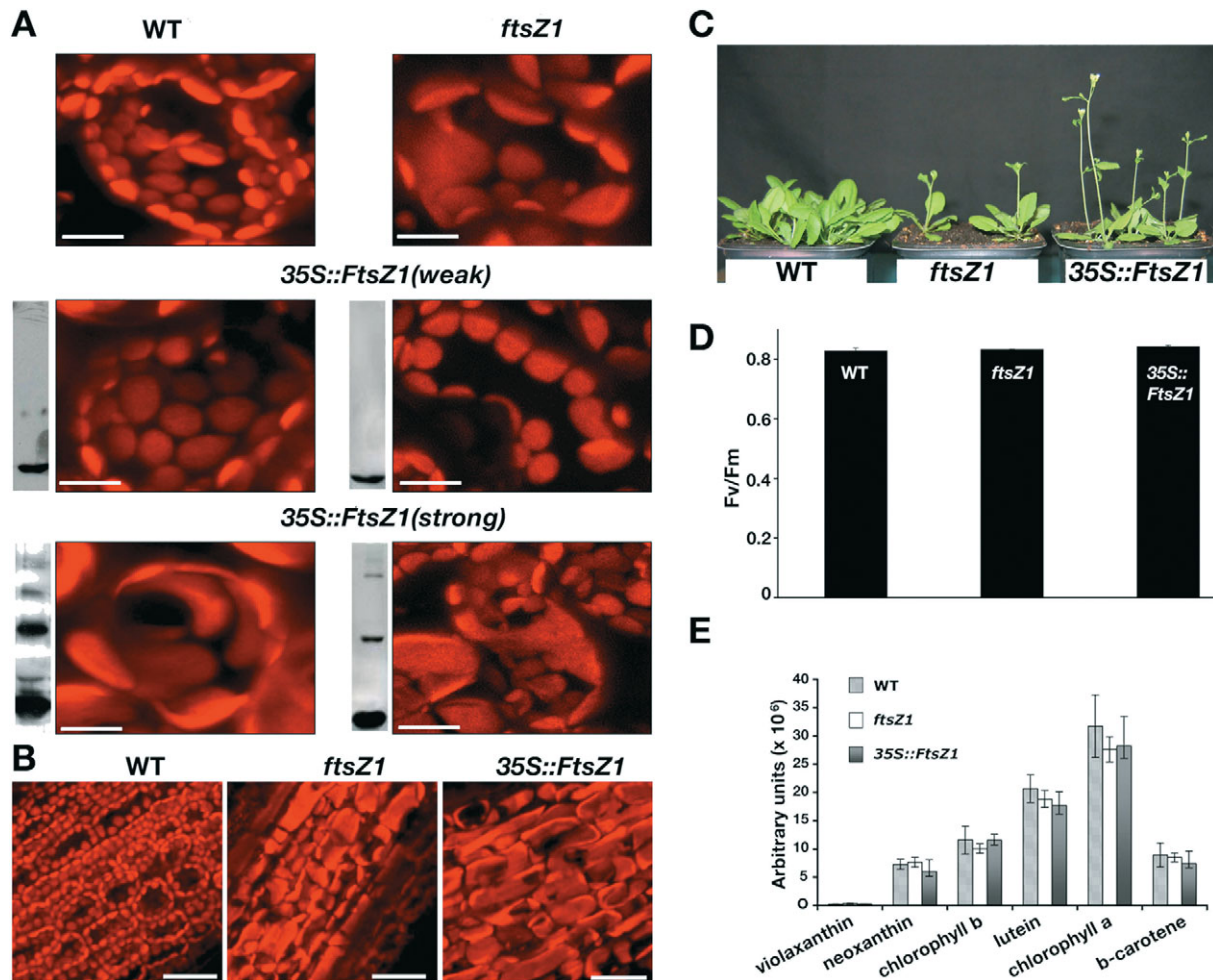 A
WT
ftsZ1
35S::FtsZ1(weak)
35S::FtsZ1(strong)
B
WT
ftsZ1
35S::FtsZ1
C
WT
ftsZ1
35S::FtsZ1
D
Fv/Fm
0.8
0.6
0.4
0.2
0
WT
ftsZ1
35S::
FtsZ1
E
Arbitrary units (x 10⁶)
40
35
30
25
20
15
10
5
0
WT
ftsZ1
35S::FtsZ1
violaxanthin
neoxanthin
chlorophyll b
lutein
chlorophyll a
b-carotene